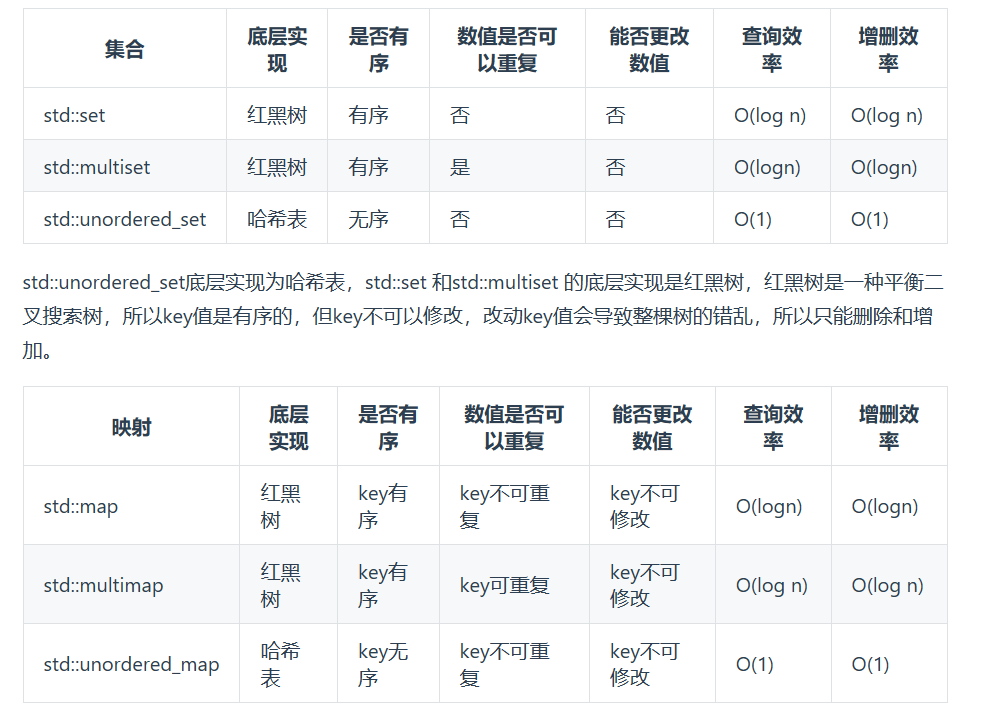 集合 底层实现 是否有序 数值是否可以重复 能否更改数值 查询效率 增删效率
std::set 红黑树 有序 否 否 O(log n) O(log n)
std::multiset 红黑树 有序 是 否 O(logn) O(logn)
std::unordered_set 哈希表 无序 否 否 O(1) O(1)
std::unordered_set底层实现为哈希表，std::set 和std::multiset 的底层实现是红黑树，红黑树是一种平衡二
叉搜索树，所以key值是有序的，但key不可以修改，改动key值会导致整棵树的错乱，所以只能删除和增
加。
映射 底层实现 是否有序 数值是否可以重复 能否更改数值 查询效率 增删效率
std::map 红黑树 key有序 key不可重复 key不可修改 O(logn) O(logn)
std::multimap 红黑树 key有序 key可重复 key不可修改 O(log n) O(log n)
std::unordered_map 哈希表 key无序 key不可重复 key不可修改 O(1) O(1)